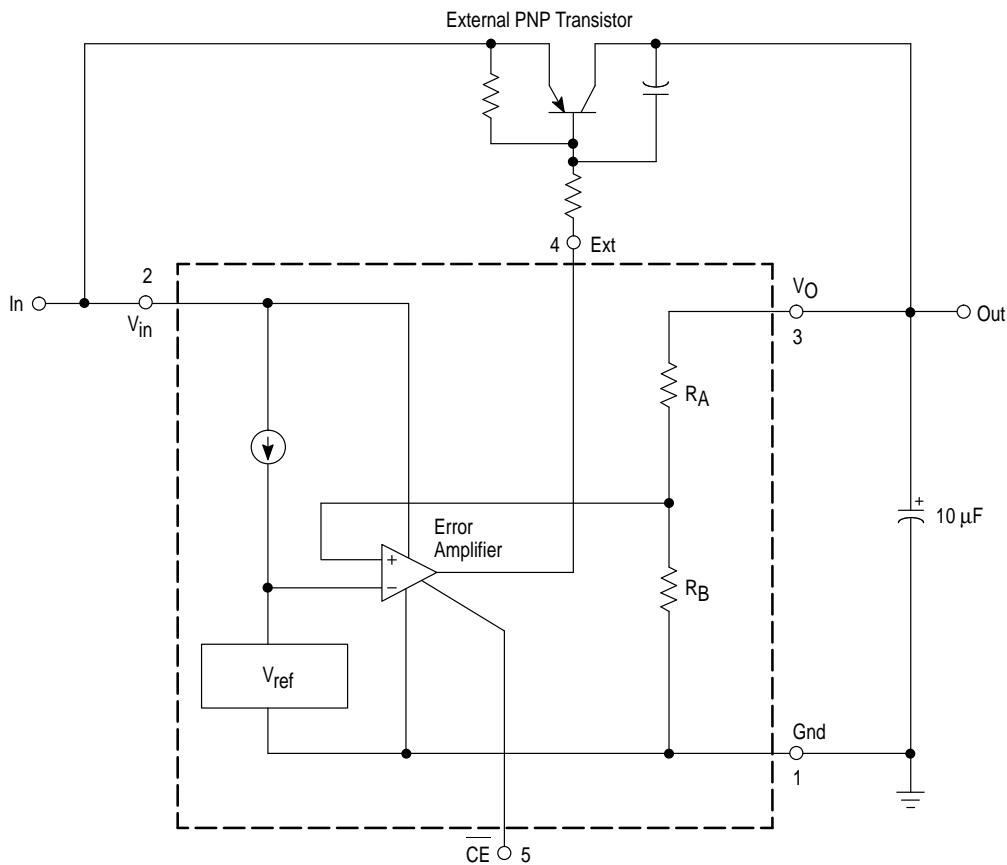 External PNP Transistor
4 Ext
2
In
Vin
VO
3
Out
RA
+
10 μF
Error
Amplifier
+
−
RB
Vref
Gnd
1
C̅E̅ 5